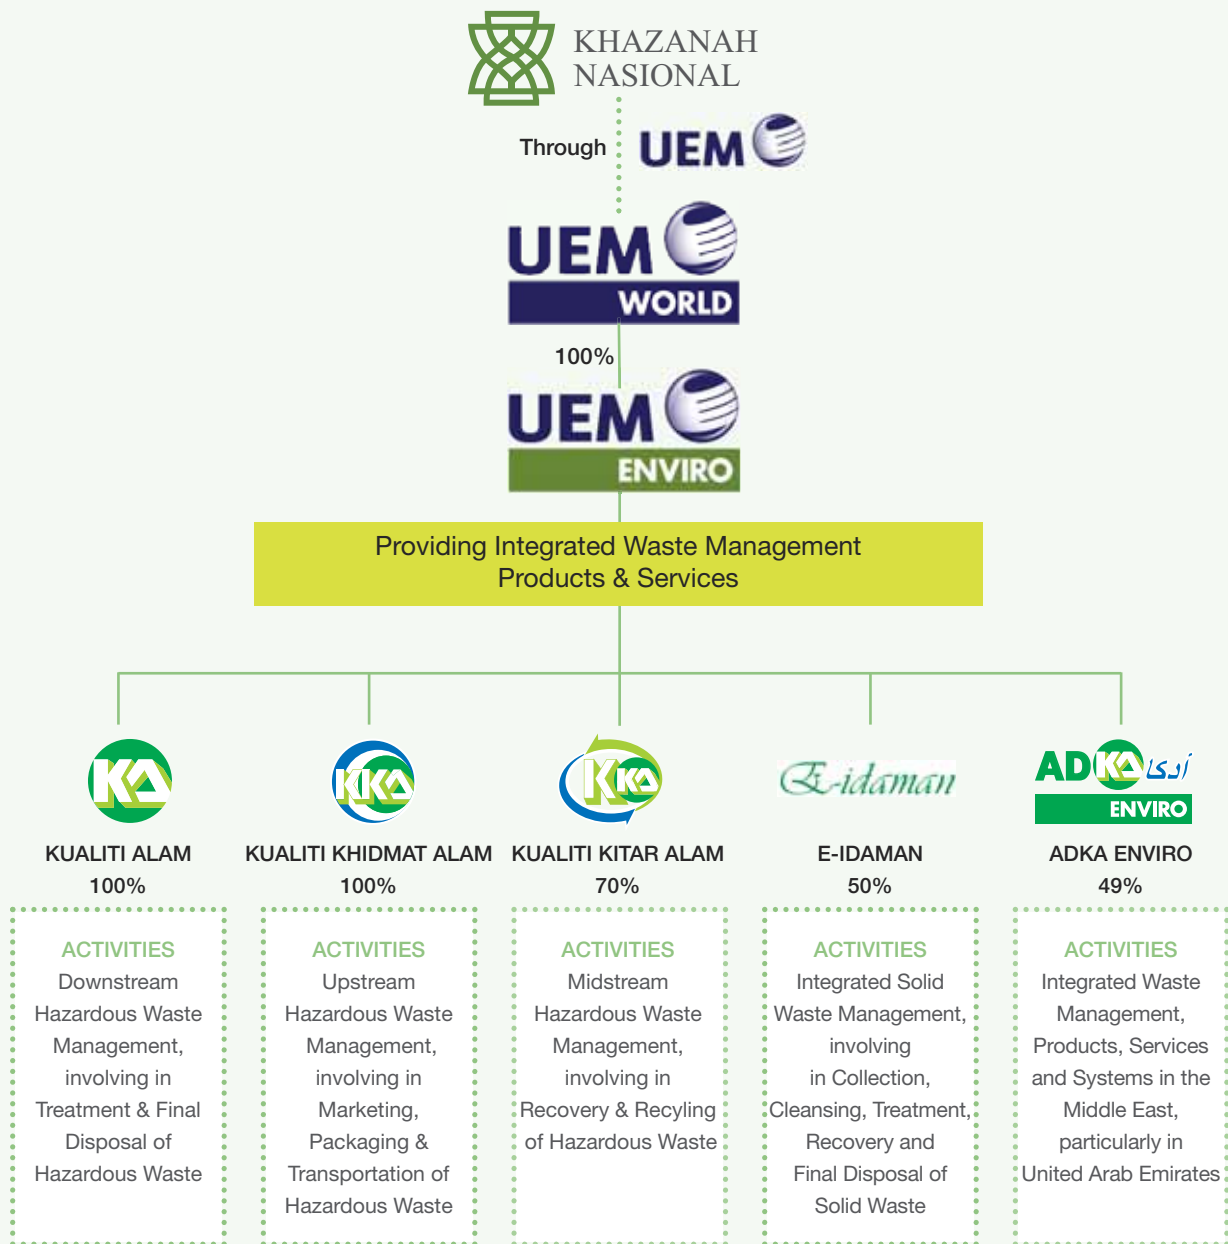 KHAZANAH
NASIONAL
Through
UEM
UEM
WORLD
100%
UEM
ENVIRO
Providing Integrated Waste Management
Products & Services
KA
KUALITI ALAM
100%
ACTIVITIES
Downstream
Hazardous Waste
Management,
involving in
Treatment & Final
Disposal of
Hazardous Waste
KKA
KUALITI KHIDMAT ALAM
100%
ACTIVITIES
Upstream
Hazardous Waste
Management,
involving in
Marketing,
Packaging &
Transportation of
Hazardous Waste
KKA
KUALITI KITAR ALAM
70%
ACTIVITIES
Midstream
Hazardous Waste
Management,
involving in
Recovery & Recyling
of Hazardous Waste
E-idaman
E-IDAMAN
50%
ACTIVITIES
Integrated Solid
Waste Management,
involving
in Collection,
Cleansing, Treatment,
Recovery and
Final Disposal of
Solid Waste
ADKA أدكا
ENVIRO
ADKA ENVIRO
49%
ACTIVITIES
Integrated Waste
Management,
Products, Services
and Systems in the
Middle East,
particularly in
United Arab Emirates